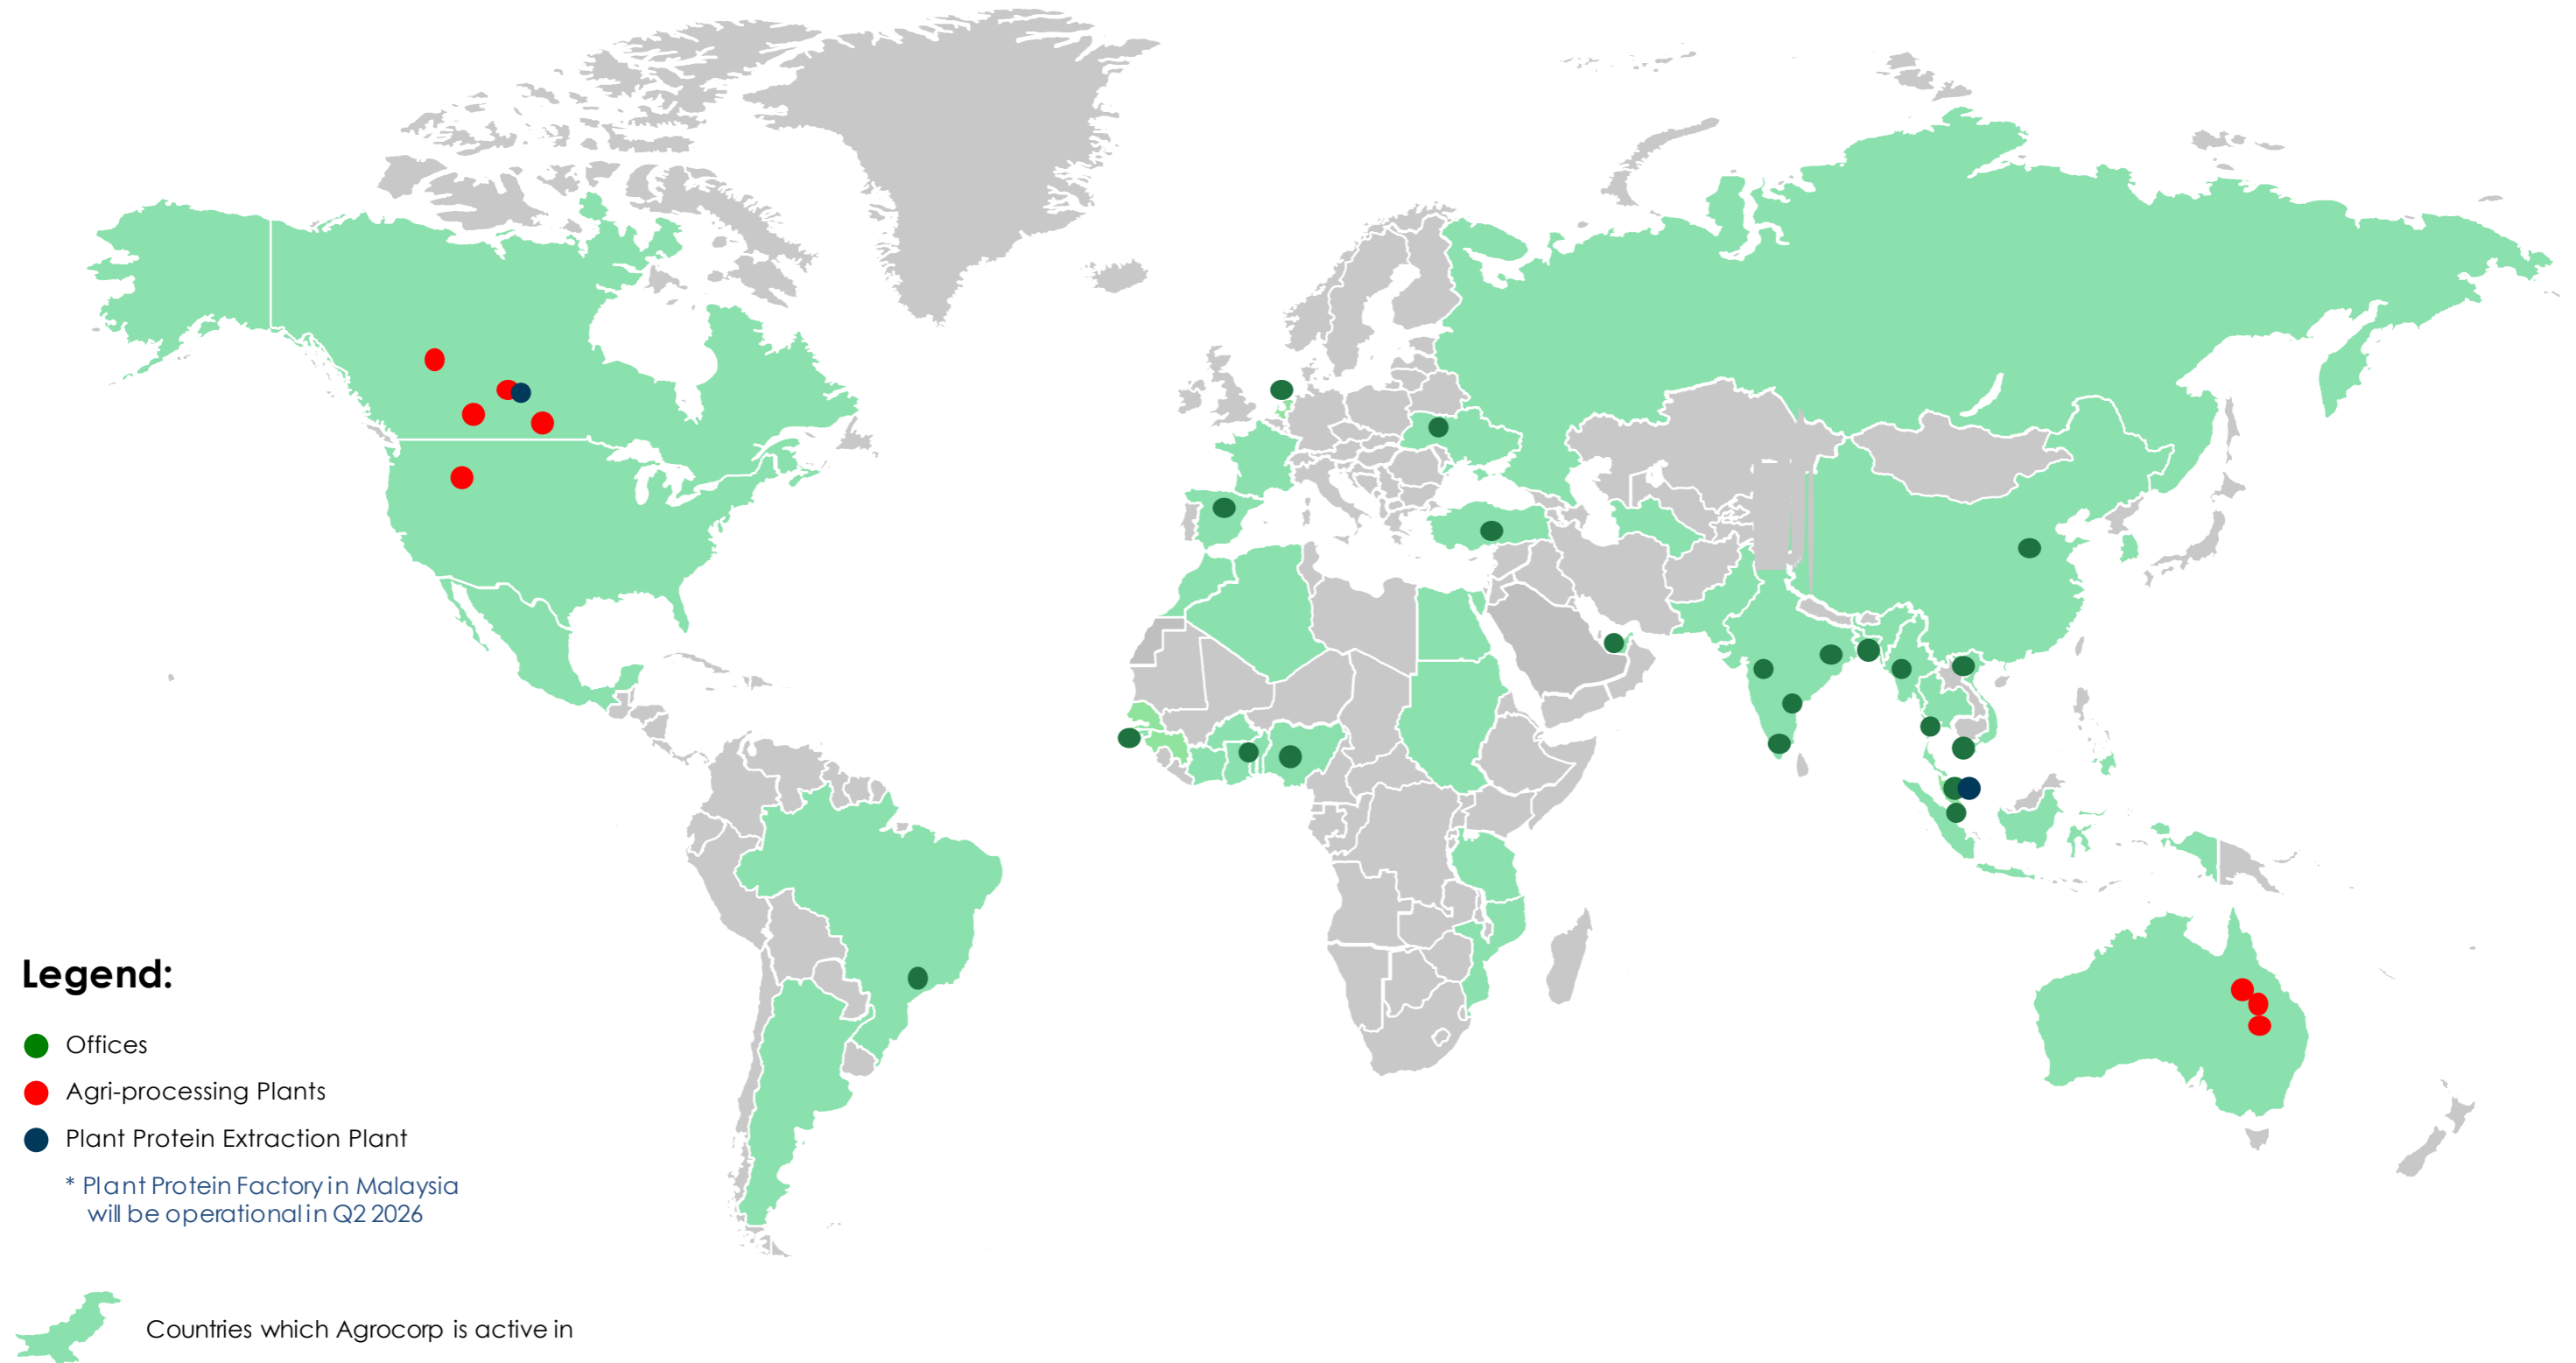 Legend:
Offices
Agri-processing Plants
Plant Protein Extraction Plant
* Plant Protein Factory in Malaysia
will be operational in Q2 2026
Countries which Agrocorp is active in